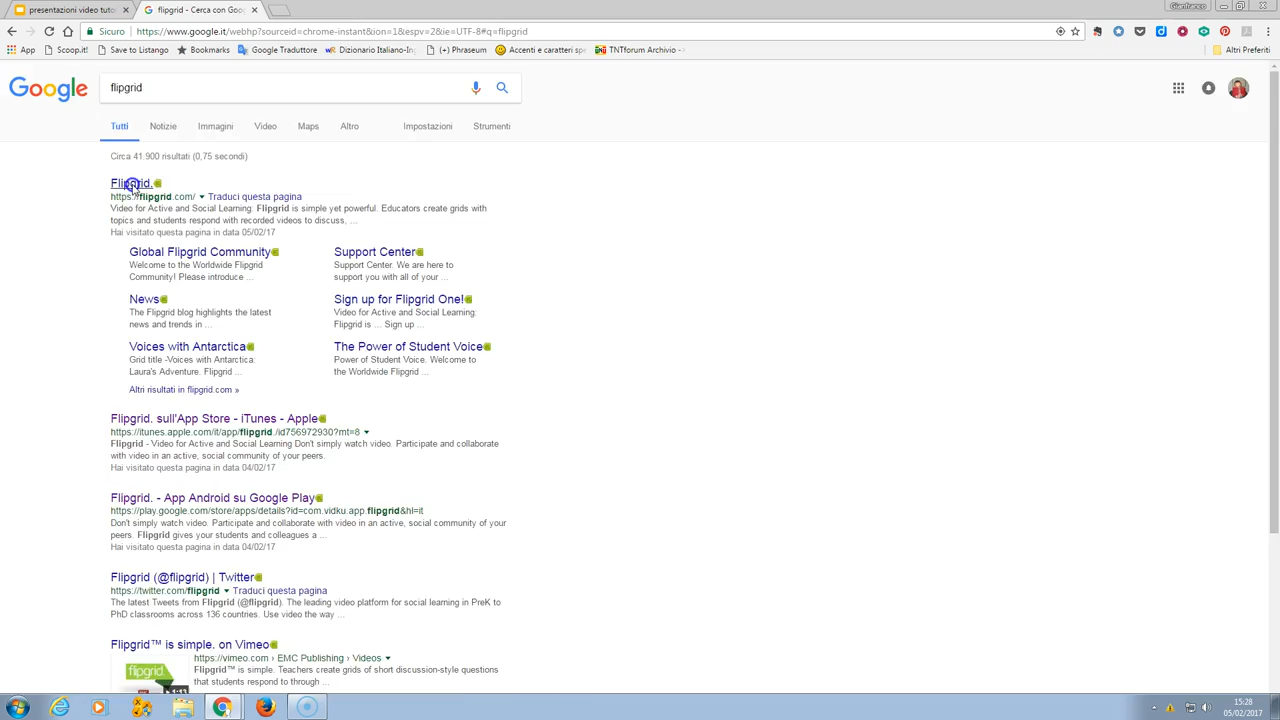 presentazioni video tuto
flipgrid - Cerca con Goo
Gianfranco
Sicuro
https://www.google.it/webhp?sourceid=chrome-instant&ion=1&espv=2&ie=UTF-8#q=flipgrid
App
Scoop.it!
Save to Listango
Bookmarks
Google Traduttore
Dizionario Italiano-Ing
(+) Phraseum
Accenti e caratteri spe
TNTforum Archivio -
Altri Preferiti
Google
flipgrid
Tutti
Notizie
Immagini
Video
Maps
Altro
Impostazioni
Strumenti
Circa 41.900 risultati (0,75 secondi)
Flipgrid.
https://flipgrid.com/ Traduci questa pagina
Video for Active and Social Learning: Flipgrid is simple yet powerful. Educators create grids with
topics and students respond with recorded videos to discuss, ...
Hai visitato questa pagina in data 05/02/17
Global Flipgrid Community
Welcome to the Worldwide Flipgrid
Community! Please introduce ...
Support Center
Support Center. We are here to
support you with all of your ...
News
The Flipgrid blog highlights the latest
news and trends in ...
Sign up for Flipgrid One!
Video for Active and Social Learning:
Flipgrid is ... Sign up ...
Voices with Antarctica
Grid title -Voices with Antarctica:
Laura's Adventure. Flipgrid ...
The Power of Student Voice
Power of Student Voice. Welcome to
the Worldwide Flipgrid ...
Altri risultati in flipgrid.com »
Flipgrid. sull'App Store - iTunes - Apple
https://itunes.apple.com/it/app/flipgrid./id756972930?mt=8
Flipgrid - Video for Active and Social Learning Don't simply watch video. Participate and collaborate
with video in an active, social community of your peers.
Hai visitato questa pagina in data 04/02/17
Flipgrid. - App Android su Google Play
https://play.google.com/store/apps/details?id=com.vidku.app.flipgrid&hl=it
Don't simply watch video. Participate and collaborate with video in an active, social community of your
peers. Flipgrid gives your students and colleagues a ...
Hai visitato questa pagina in data 04/02/17
Flipgrid (@flipgrid) | Twitter
https://twitter.com/flipgrid Traduci questa pagina
The latest Tweets from Flipgrid (@flipgrid). The leading video platform for social learning in PreK to
PhD classrooms across 136 countries. Use video the way ...
Flipgrid™ is simple. on Vimeo
https://vimeo.com › EMC Publishing › Videos
Flipgrid™ is simple. Teachers create grids of short discussion-style questions
that students respond to through ...
flipgrid
15:28
05/02/2017